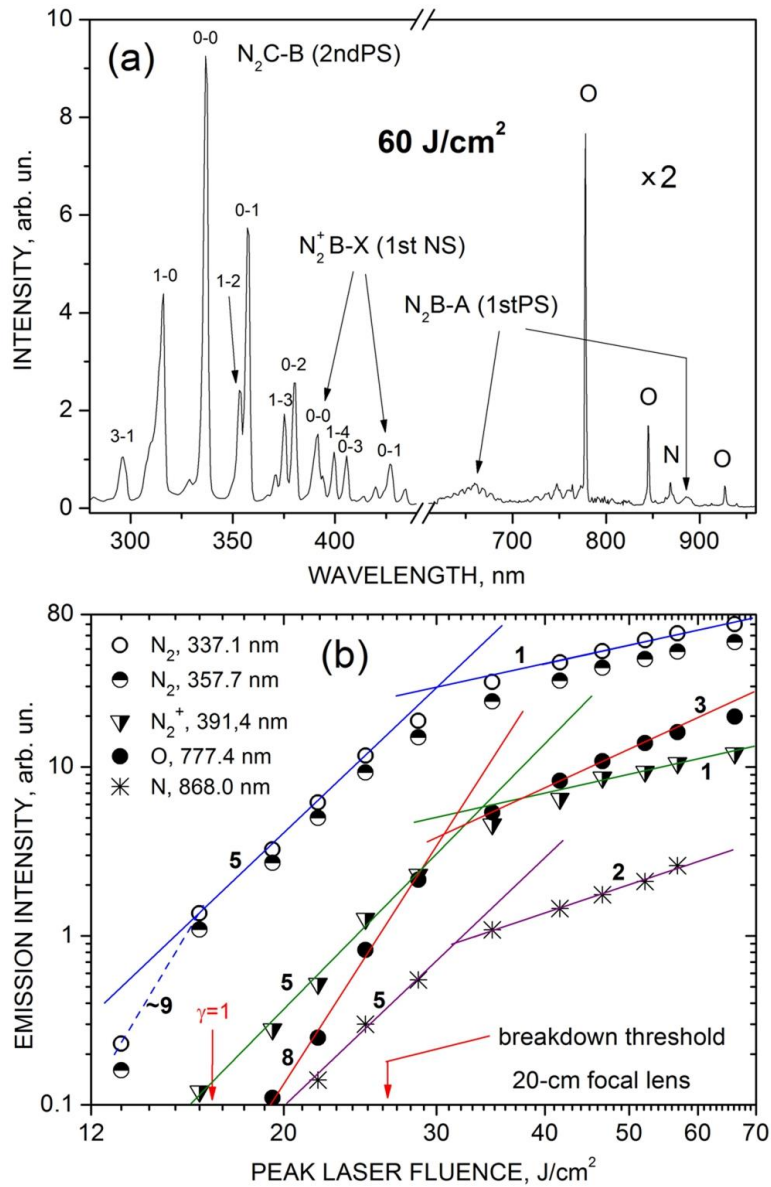 (a)
N₂C-B (2ndPS)
60 J/cm²
×2
0-0
0-1
1-0
1-2
3-1
1-3
0-2
0-0
1-4
0-3
0-1
N₂⁺B-X (1st NS)
N₂B-A (1stPS)
O
O
N
O
INTENSITY, arb. un.
10
8
6
4
2
0
300
350
400
700
800
900
WAVELENGTH, nm
(b)
N₂, 337.1 nm
N₂, 357.7 nm
N₂⁺, 391,4 nm
O, 777.4 nm
N, 868.0 nm
1
3
1
2
5
~9
5
8
5
γ=1
breakdown threshold
20-cm focal lens
EMISSION INTENSITY, arb. un.
80
10
1
0.1
12
20
30
40
50
60
70
PEAK LASER FLUENCE, J/cm²